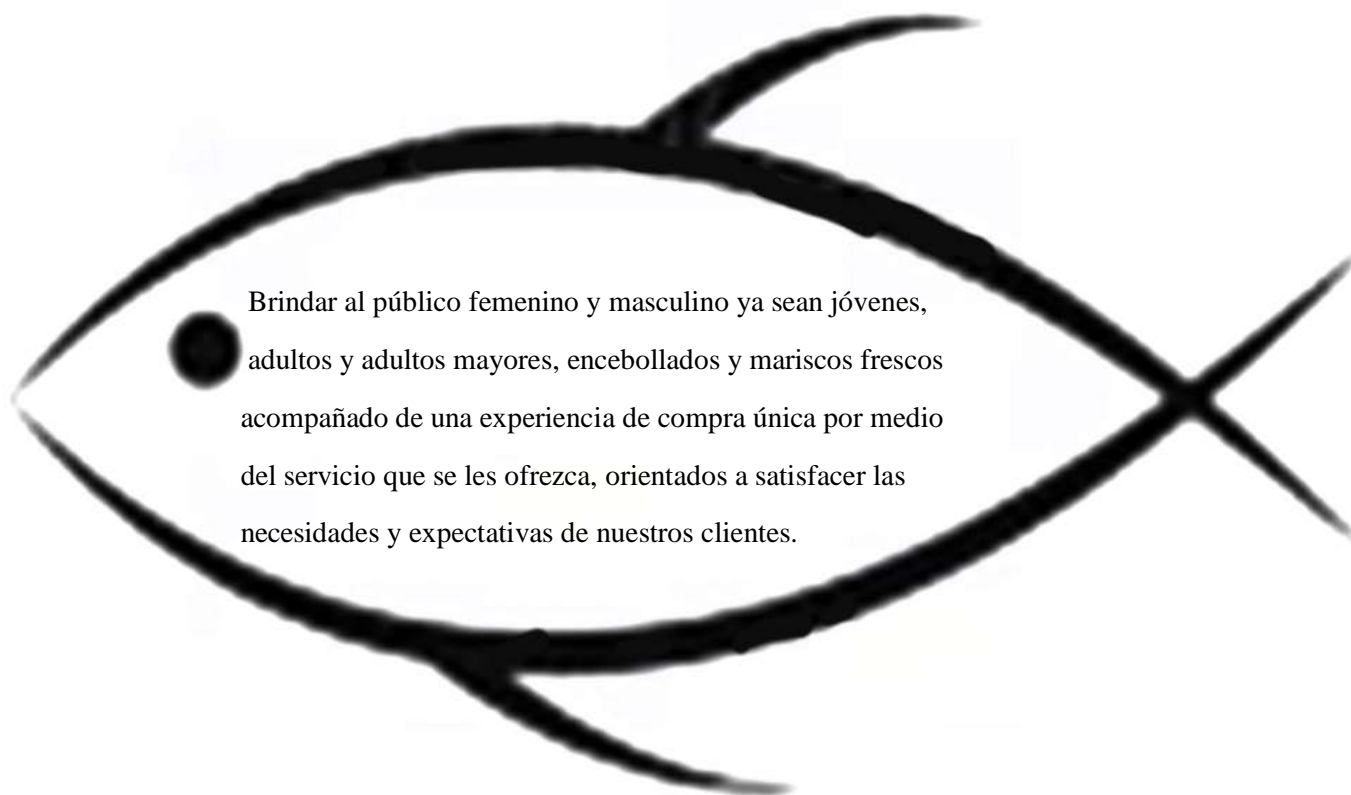 Brindar al público femenino y masculino ya sean jóvenes,
adultos y adultos mayores, encebollados y mariscos frescos
acompañado de una experiencia de compra única por medio
del servicio que se les ofrezca, orientados a satisfacer las
necesidades y expectativas de nuestros clientes.